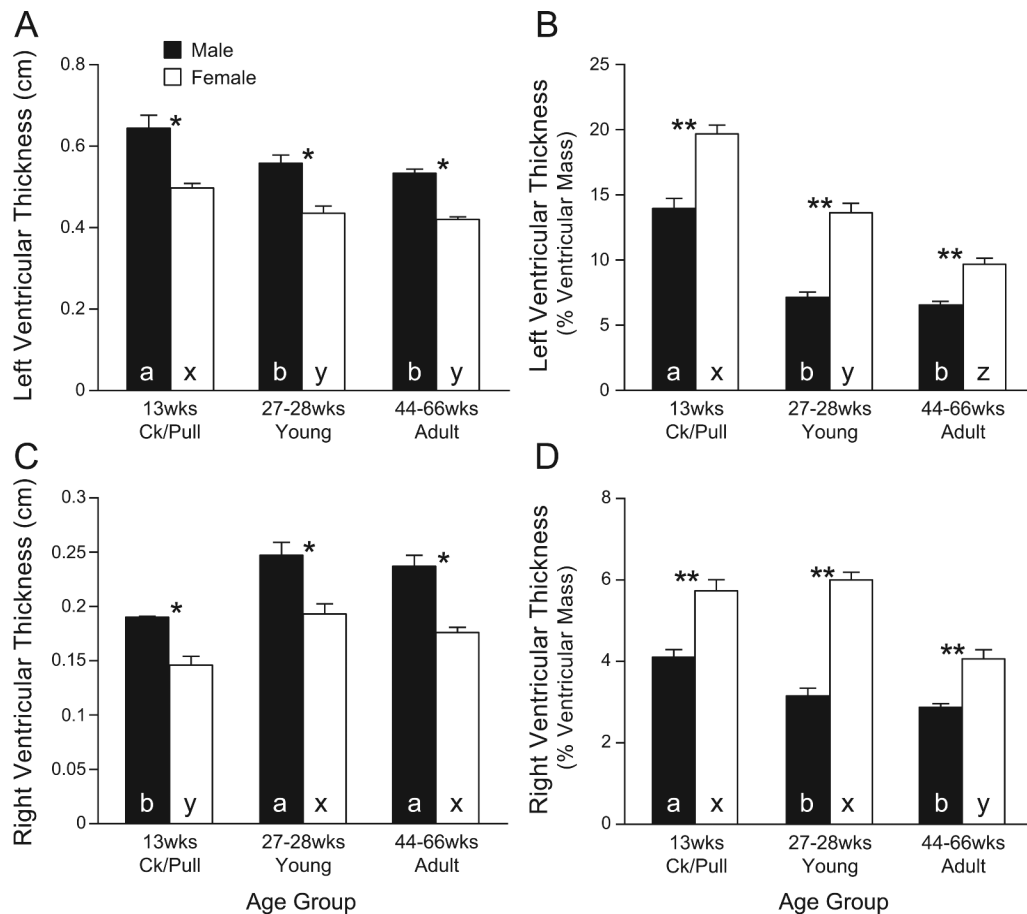 A
Male
Female
Left Ventricular Thickness (cm)
0.8
0.6
0.4
0.2
0
*
*
*
a x b y b y
13wks 27-28wks 44-66wks
Ck/Pull Young Adult
B
Left Ventricular Thickness
(% Ventricular Mass)
25
20
15
10
5
0
**
**
**
a x b y b z
13wks 27-28wks 44-66wks
Ck/Pull Young Adult
C
Right Ventricular Thickness (cm)
0.3
0.25
0.2
0.15
0.1
0.05
0
*
*
*
b y a x a x
13wks 27-28wks 44-66wks
Ck/Pull Young Adult
Age Group
D
Right Ventricular Thickness
(% Ventricular Mass)
8
6
4
2
0
**
**
**
a x b x b y
13wks 27-28wks 44-66wks
Ck/Pull Young Adult
Age Group